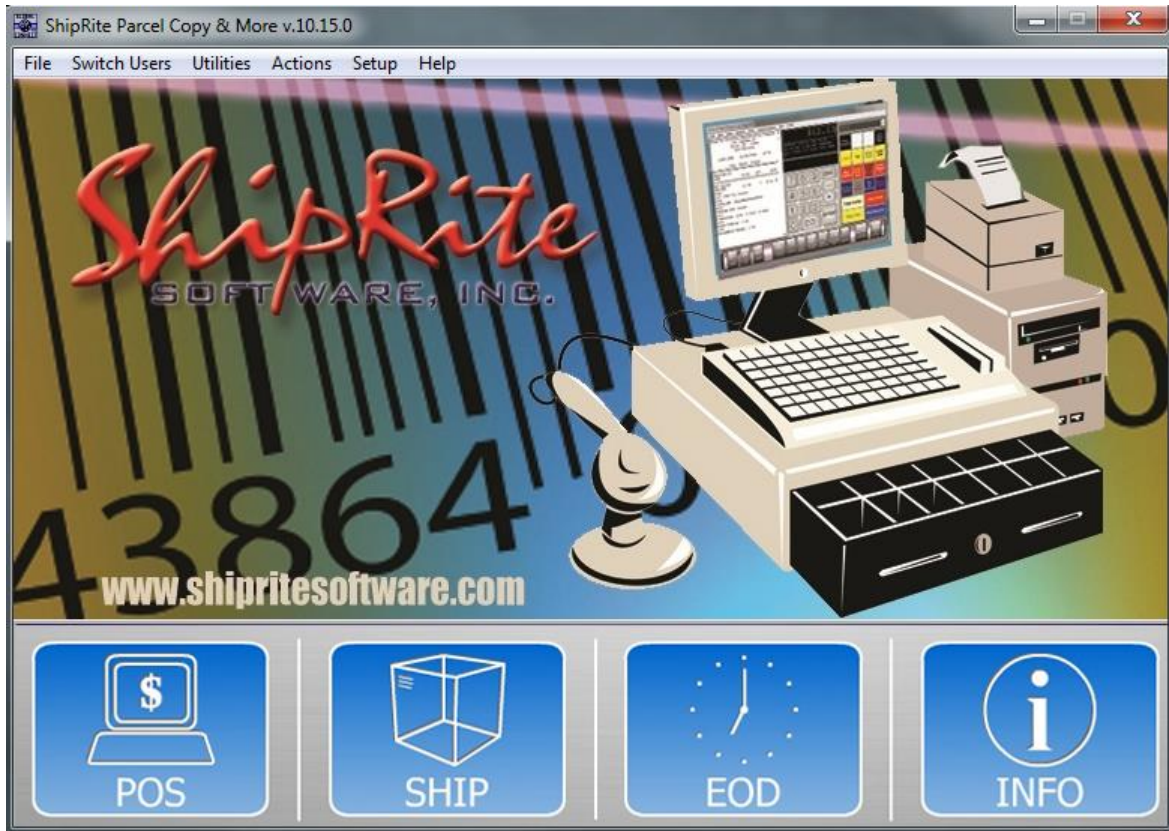 ShipRite Parcel Copy & More v.10.15.0
File Switch Users Utilities Actions Setup Help
ShipRite
SOFTWARE, INC.
43864
www.shipritesoftware.com
$
POS SHIP EOD INFO